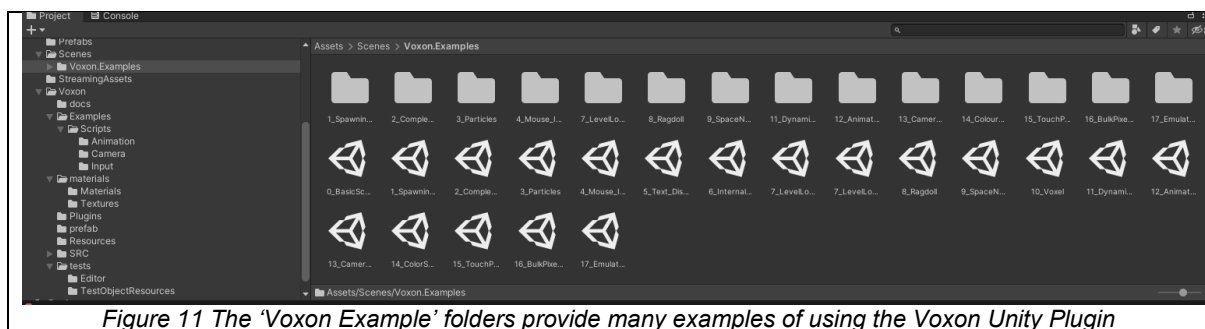 Project Console
Prefabs
Scenes
Voxon.Examples
StreamingAssets
Voxon
docs
Examples
Scripts
Animation
Camera
Input
materials
Materials
Textures
Plugins
prefab
Resources
SRC
tests
Editor
TestObjectResources
Assets > Scenes > Voxon.Examples
1_Spawnin... 2_Comple... 3_Particles 4_Mouse_I... 7_LevelLo... 8_Ragdoll 9_SpaceN... 11_Dynami... 12_Animat... 13_Camer... 14_Colour... 15_TouchP... 16_BulkPixe... 17_Emulat...
0_BasicSc... 1_Spawnin... 2_Comple... 3_Particles 4_Mouse_I... 5_Text_Dis... 6_Internal... 7_LevelLo... 7_LevelLo... 8_Ragdoll 9_SpaceN... 10_Voxel 11_Dynami... 12_Animat...
13_Camer... 14_ColorS... 15_TouchP... 16_BulkPixe... 17_Emulat...
Assets/Scenes/Voxon.Examples
Figure 11 The ‘Voxon Example’ folders provide many examples of using the Voxon Unity Plugin